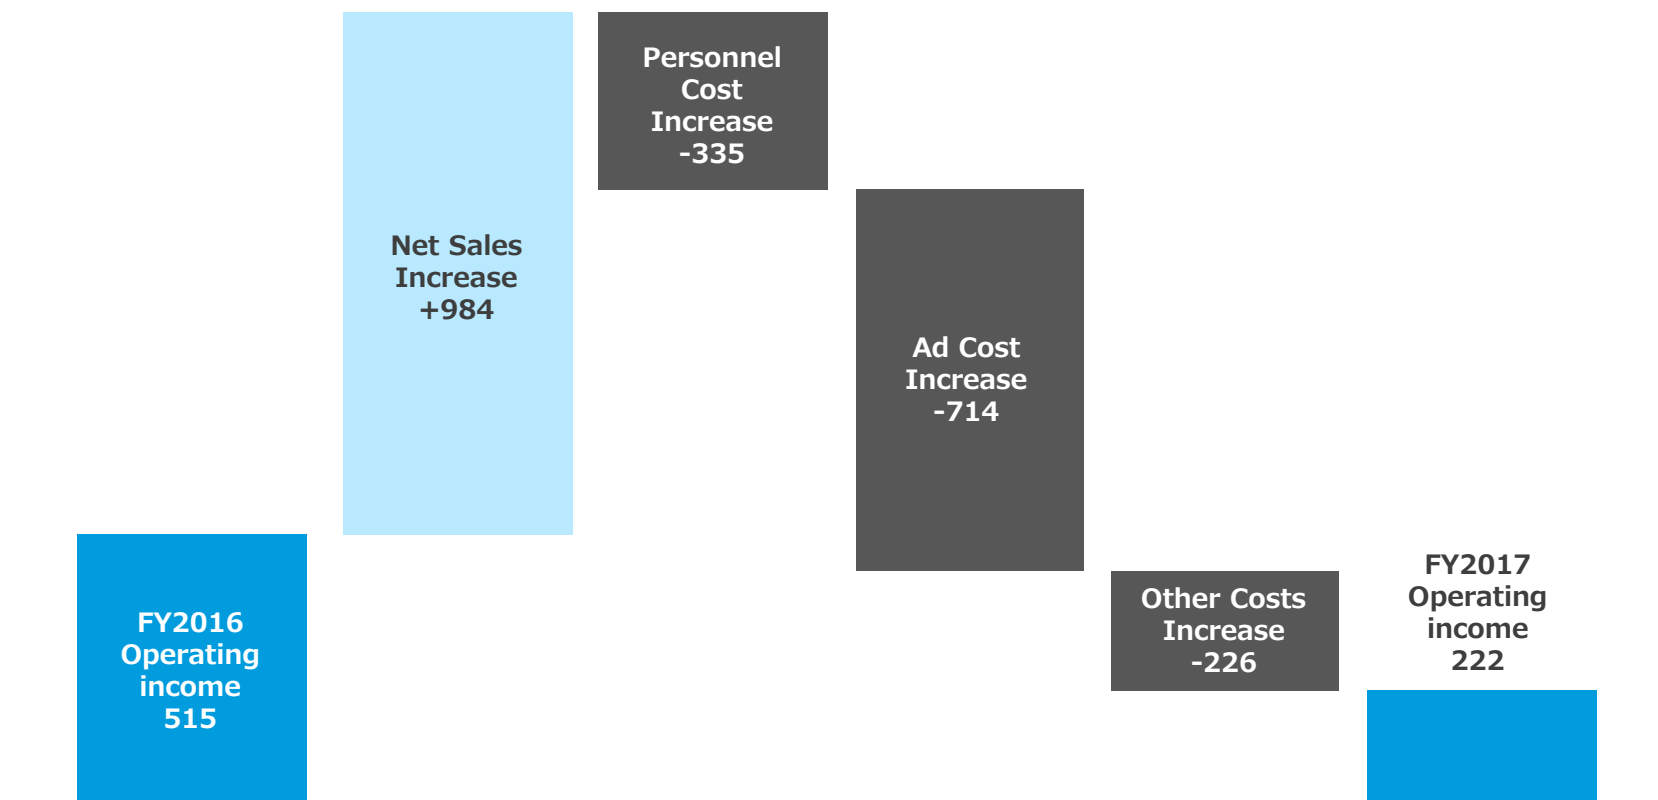 FY2016
Operating
income
515
Net Sales
Increase
+984
Personnel
Cost
Increase
-335
Ad Cost
Increase
-714
Other Costs
Increase
-226
FY2017
Operating
income
222